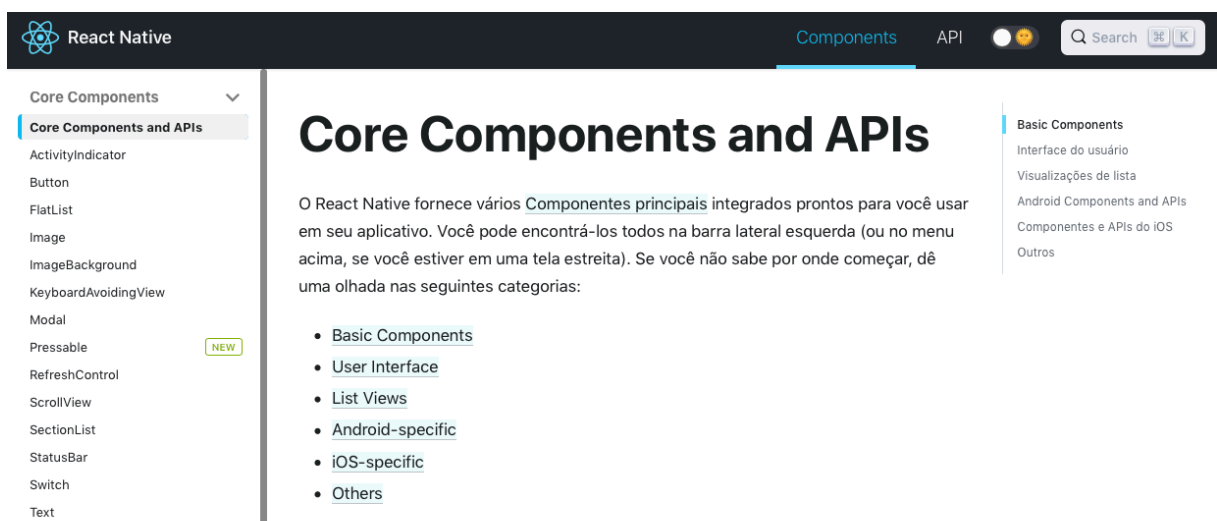 React Native
Components
API
Search ⌘ K
Core Components
Core Components and APIs
ActivityIndicator
Button
FlatList
Image
ImageBackground
KeyboardAvoidingView
Modal
Pressable NEW
RefreshControl
ScrollView
SectionList
StatusBar
Switch
Text
Core Components and APIs
O React Native fornece vários Componentes principais integrados prontos para você usar
em seu aplicativo. Você pode encontrá-los todos na barra lateral esquerda (ou no menu
acima, se você estiver em uma tela estreita). Se você não sabe por onde começar, dê
uma olhada nas seguintes categorias:
• Basic Components
• User Interface
• List Views
• Android-specific
• iOS-specific
• Others
Basic Components
Interface do usuário
Visualizações de lista
Android Components and APIs
Componentes e APIs do iOS
Outros